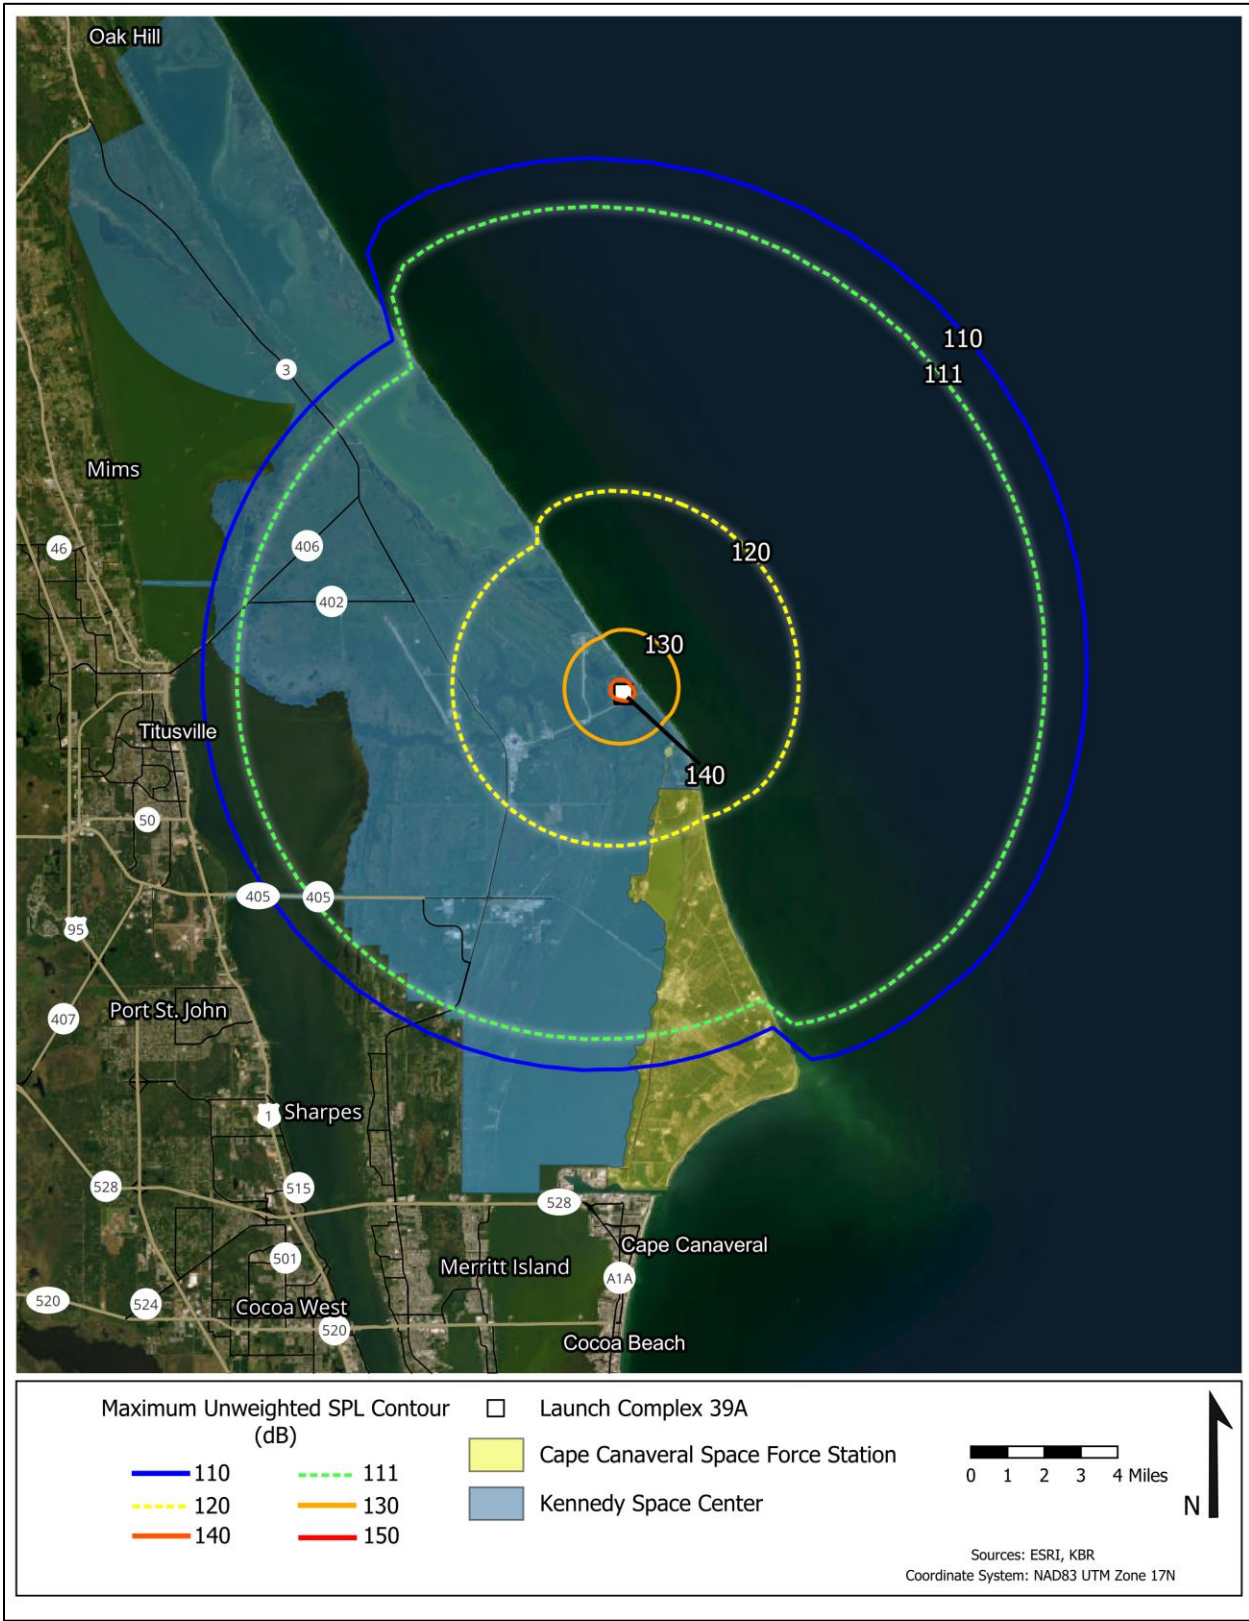 Oak Hill
110
111
3
Mims
46
406
120
402
130
Titusville
140
50
405
405
95
Port St. John
407
1
Sharpes
528
515
528
Cape Canaveral
501
Merritt Island
A1A
520
524
Cocoa West
520
Cocoa Beach
Maximum Unweighted SPL Contour
(dB)
110
111
120
130
140
150
Launch Complex 39A
Cape Canaveral Space Force Station
Kennedy Space Center
0 1 2 3 4 Miles
N
Sources: ESRI, KBR
Coordinate System: NAD83 UTM Zone 17N